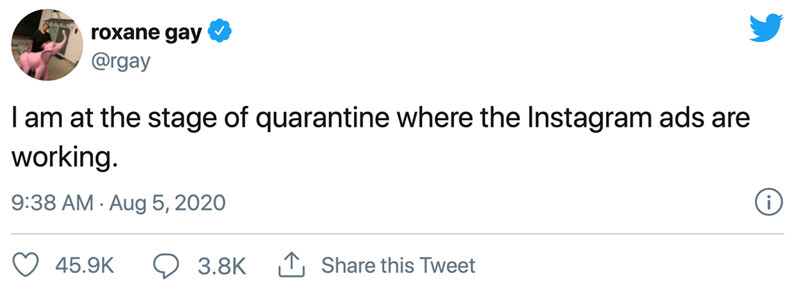 roxane gay
@rgay
I am at the stage of quarantine where the Instagram ads are
working.
9:38 AM · Aug 5, 2020
45.9K 3.8K Share this Tweet